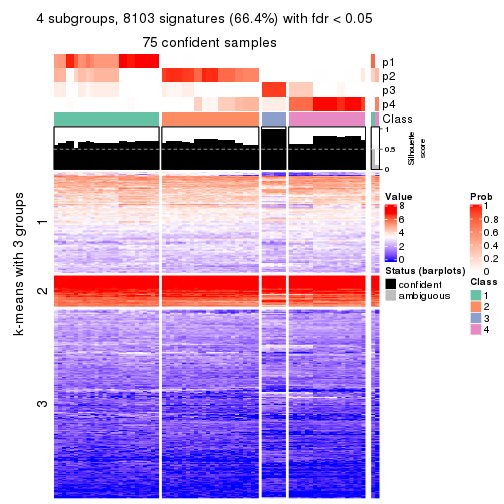 4 subgroups, 8103 signatures (66.4%) with fdr < 0.05
75 confident samples
p1
p2
p3
p4
Class
1
0.5
0
Silhouette
score
k-means with 3 groups
1
2
3
Value
8
6
4
2
0
Status (barplots)
confident
ambiguous
Prob
1
0.8
0.6
0.4
0.2
0
Class
1
2
3
4